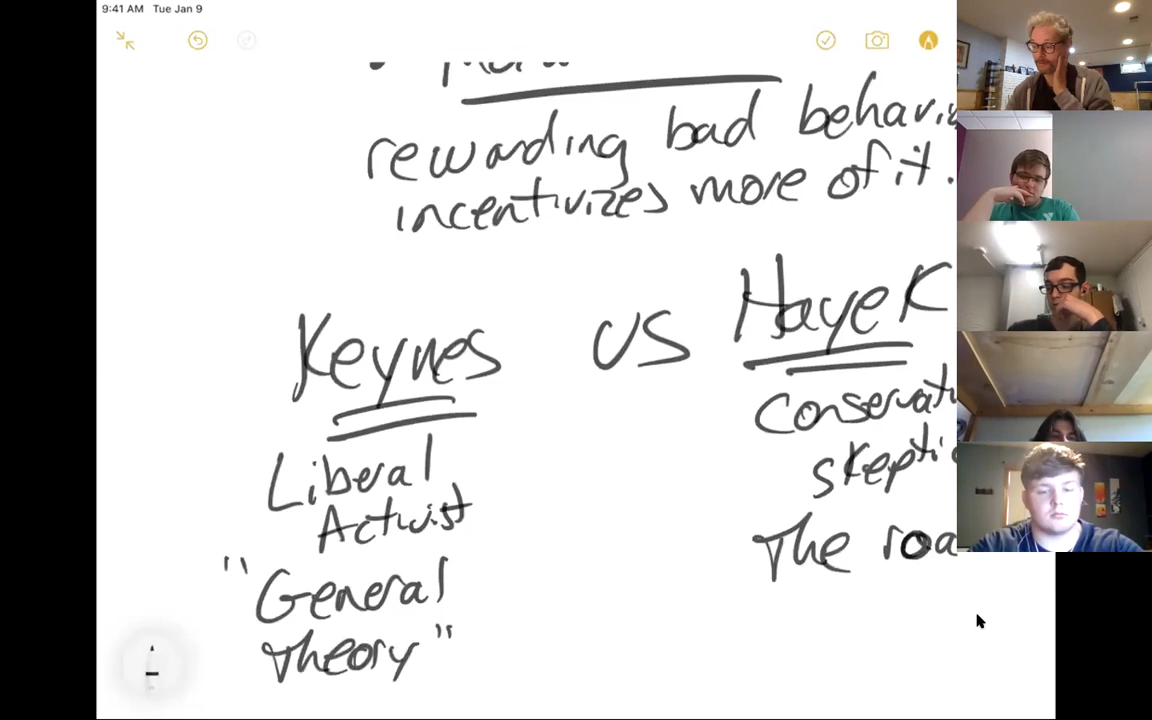 9:41 AM Tue Jan 9
rewarding bad behavi
incentivizes more of it.
Keynes vs Hayek
Liberal Conservati
Activist skepti
"General The roa
Theory"